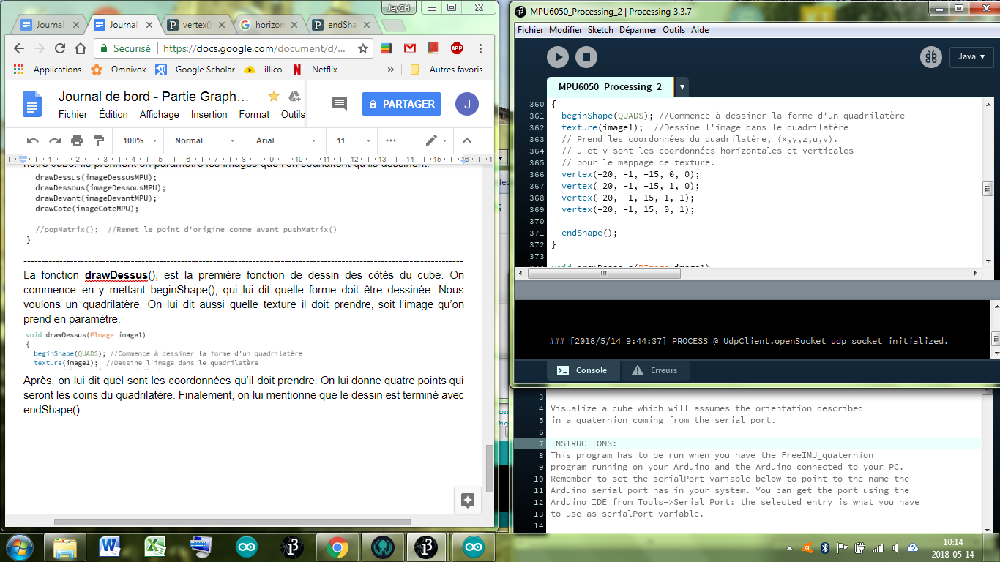 JeyCH
Journal
Journal
vertex()
horizon
endSha
Sécurisé
https://docs.google.com/document/d/...
ABP
Applications
Omnivox
Google Scholar
illico
Netflix
»
Autres favoris
Journal de bord - Partie Graph...
Fichier Édition Affichage Insertion Format Outils
PARTAGER
J
100% Normal Arial 11
1 2 3 4 5 6 7 8 9 10 11 12 13 14 15 16 17
notre cube. Ils prennent en paramètre les images que l'on souhaitent qu'ils dessinent.
drawDessus(imageDessusMPU);
drawDessous(imageDessousMPU);
drawDevant(imageDevantMPU);
drawCote(imageCoteMPU);
//popMatrix(); //Remet le point d'origine comme avant pushMatrix()
}
La fonction drawDessus(), est la première fonction de dessin des côtés du cube. On
commence en y mettant beginShape(), qui lui dit quelle forme doit être dessinée. Nous
voulons un quadrilatère. On lui dit aussi quelle texture il doit prendre, soit l'image qu'on
prend en paramètre.
void drawDessus(PImage image1)
{
beginShape(QUADS); //Commence à dessiner la forme d'un quadrilatère
texture(image1); //Dessine l'image dans le quadrilatère
Après, on lui dit quel sont les coordonnées qu'il doit prendre. On lui donne quatre points qui
seront les coins du quadrilatère. Finalement, on lui mentionne que le dessin est terminé avec
endShape()..
MPU6050_Processing_2 | Processing 3.3.7
Fichier Modifier Sketch Dépanner Outils Aide
Java ▾
MPU6050_Processing_2
360 {
361 beginShape(QUADS); //Commence à dessiner la forme d'un quadrilatère
362 texture(image1); //Dessine l'image dans le quadrilatère
363 // Prend les coordonnées du quadrilatère, (x,y,z,u,v).
364 // u et v sont les coordonnées horizontales et verticales
365 // pour le mappage de texture.
366 vertex(-20, -1, -15, 0, 0);
367 vertex( 20, -1, -15, 1, 0);
368 vertex( 20, -1, 15, 1, 1);
369 vertex(-20, -1, 15, 0, 1);
370
371 endShape();
372 }
373
374 void drawDessous(PImage image1)
### [2018/5/14 9:44:37] PROCESS @ UdpClient.openSocket udp socket initialized.
Console
Erreurs
3
4 Visualize a cube which will assumes the orientation described
5 in a quaternion coming from the serial port.
6
7 INSTRUCTIONS:
8 This program has to be run when you have the FreeIMU_quaternion
9 program running on your Arduino and the Arduino connected to your PC.
10 Remember to set the serialPort variable below to point to the name the
11 Arduino serial port has in your system. You can get the port using the
12 Arduino IDE from Tools->Serial Port: the selected entry is what you have
13 to use as serialPort variable.
14
10:14
2018-05-14